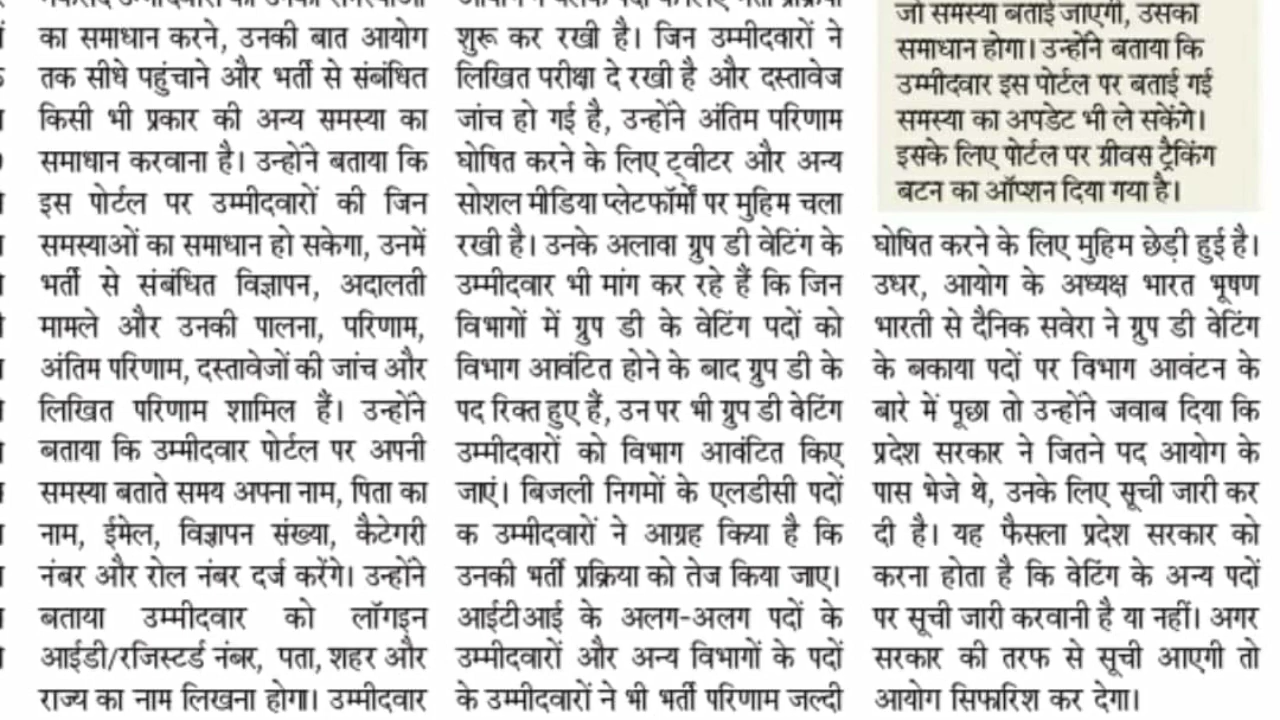 का समाधान करने, उनकी बात आयोग
तक सीधे पहुंचाने और भर्ती से संबंधित
किसी भी प्रकार की अन्य समस्या का
समाधान करवाना है। उन्होंने बताया कि
इस पोर्टल पर उम्मीदवारों की जिन
समस्याओं का समाधान हो सकेगा, उनमें
भर्ती से संबंधित विज्ञापन, अदालती
मामले और उनकी पालना, परिणाम,
अंतिम परिणाम, दस्तावेजों की जांच और
लिखित परिणाम शामिल हैं। उन्होंने
बताया कि उम्मीदवार पोर्टल पर अपनी
समस्या बताते समय अपना नाम, पिता का
नाम, ईमेल, विज्ञापन संख्या, कैटेगरी
नंबर और रोल नंबर दर्ज करेंगे। उन्होंने
बताया उम्मीदवार को लॉगइन
आईडी/रजिस्टर्ड नंबर, पता, शहर और
राज्य का नाम लिखना होगा। उम्मीदवार
शुरू कर रखी है। जिन उम्मीदवारों ने
लिखित परीक्षा दे रखी है और दस्तावेज
जांच हो गई है, उन्होंने अंतिम परिणाम
घोषित करने के लिए ट्वीटर और अन्य
सोशल मीडिया प्लेटफॉर्मों पर मुहिम चला
रखी है। उनके अलावा ग्रुप डी वेटिंग के
उम्मीदवार भी मांग कर रहे हैं कि जिन
विभागों में ग्रुप डी के वेटिंग पदों को
विभाग आवंटित होने के बाद ग्रुप डी के
पद रिक्त हुए हैं, उन पर भी ग्रुप डी वेटिंग
उम्मीदवारों को विभाग आवंटित किए
जाएं। बिजली निगमों के एलडीसी पदों
क उम्मीदवारों ने आग्रह किया है कि
उनकी भर्ती प्रक्रिया को तेज किया जाए।
आईटीआई के अलग-अलग पदों के
उम्मीदवारों और अन्य विभागों के पदों
के उम्मीदवारों ने भी भर्ती परिणाम जल्दी
जो समस्या बताई जाएगी, उसका
समाधान होगा। उन्होंने बताया कि
उम्मीदवार इस पोर्टल पर बताई गई
समस्या का अपडेट भी ले सकेंगे।
इसके लिए पोर्टल पर ग्रीवस ट्रैकिंग
बटन का ऑप्शन दिया गया है।
घोषित करने के लिए मुहिम छेड़ी हुई है।
उधर, आयोग के अध्यक्ष भारत भूषण
भारती से दैनिक सवेरा ने ग्रुप डी वेटिंग
के बकाया पदों पर विभाग आवंटन के
बारे में पूछा तो उन्होंने जवाब दिया कि
प्रदेश सरकार ने जितने पद आयोग के
पास भेजे थे, उनके लिए सूची जारी कर
दी है। यह फैसला प्रदेश सरकार को
करना होता है कि वेटिंग के अन्य पदों
पर सूची जारी करवानी है या नहीं। अगर
सरकार की तरफ से सूची आएगी तो
आयोग सिफारिश कर देगा।